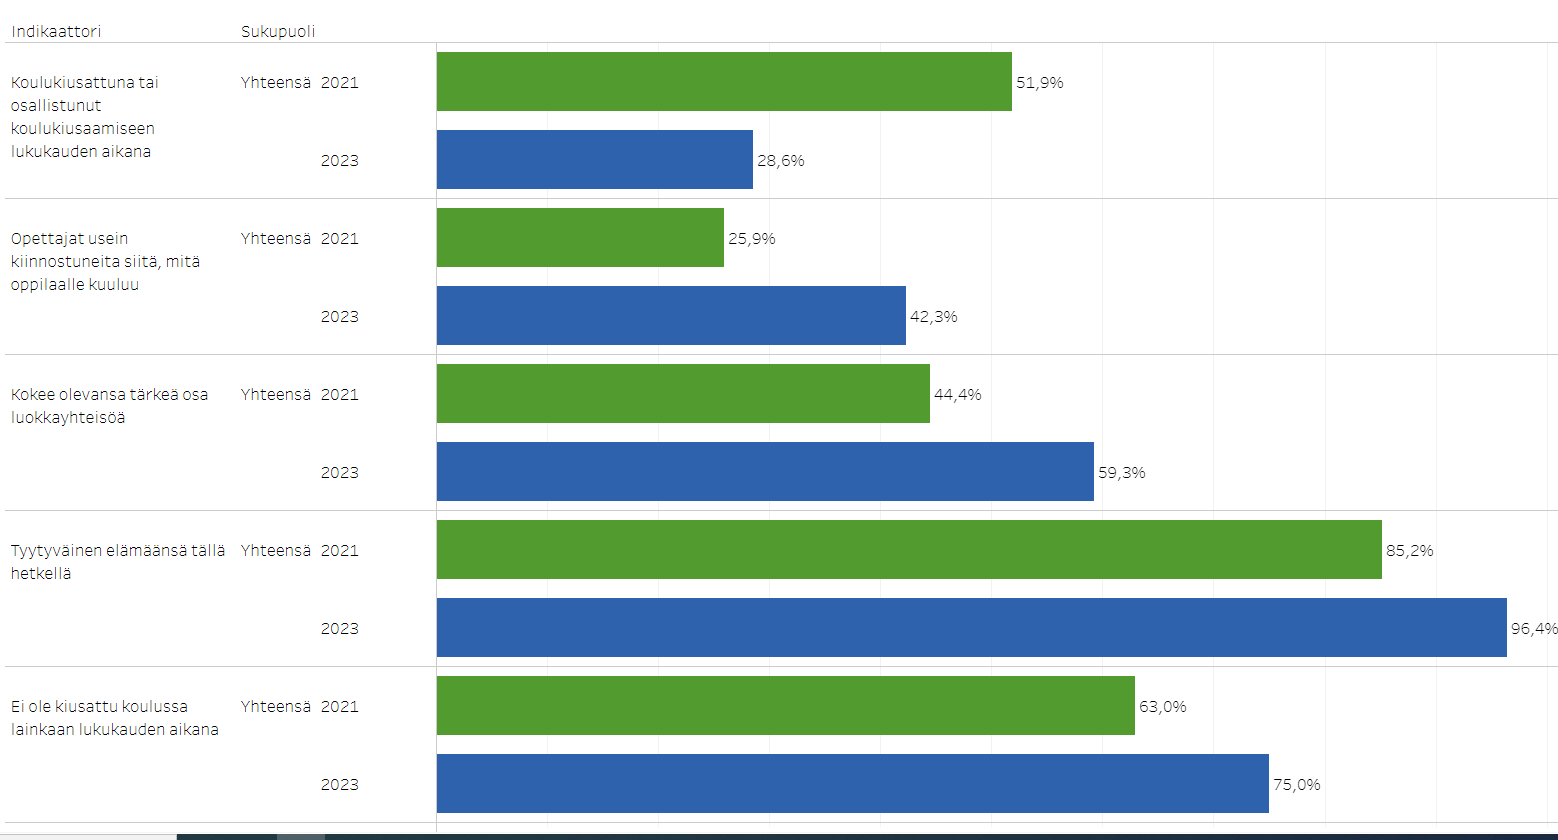 Indikaattori Sukupuoli
Koulukiusattuna tai Yhteensä 2021 51,9%
osallistunut
koulukiusaamiseen
lukukauden aikana
2023 28,6%
Opettajat usein Yhteensä 2021 25,9%
kiinnostuneita siitä, mitä
oppilaalle kuuluu
2023 42,3%
Kokee olevansa tärkeä osa Yhteensä 2021 44,4%
luokkayhteisöä
2023 59,3%
Tyytyväinen elämäänsä tällä Yhteensä 2021 85,2%
hetkellä
2023 96,4%
Ei ole kiusattu koulussa Yhteensä 2021 63,0%
lainkaan lukukauden aikana
2023 75,0%